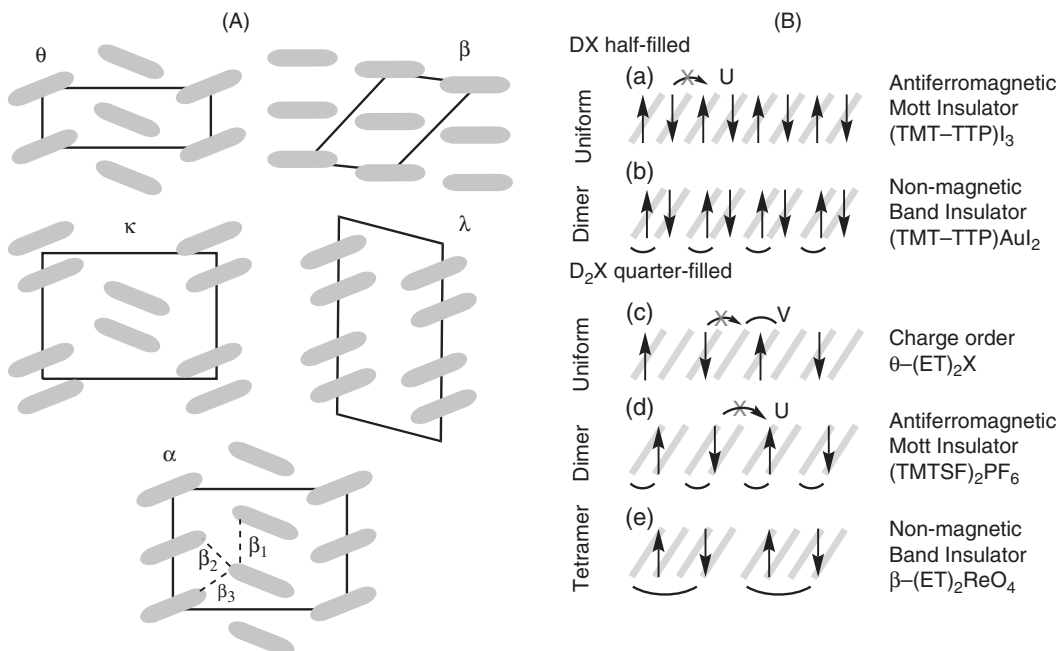 (A)
θ
β
κ
λ
α
β₁
β₂
β₃
(B)
DX half-filled
Uniform
(a)
X
U
Antiferromagnetic
Mott Insulator
(TMT–TTP)I₃
Dimer
(b)
Non-magnetic
Band Insulator
(TMT–TTP)AuI₂
D₂X quarter-filled
Uniform
(c)
X
V
Charge order
θ–(ET)₂X
Dimer
(d)
X
U
Antiferromagnetic
Mott Insulator
(TMTSF)₂PF₆
Tetramer
(e)
Non-magnetic
Band Insulator
β–(ET)₂ReO₄